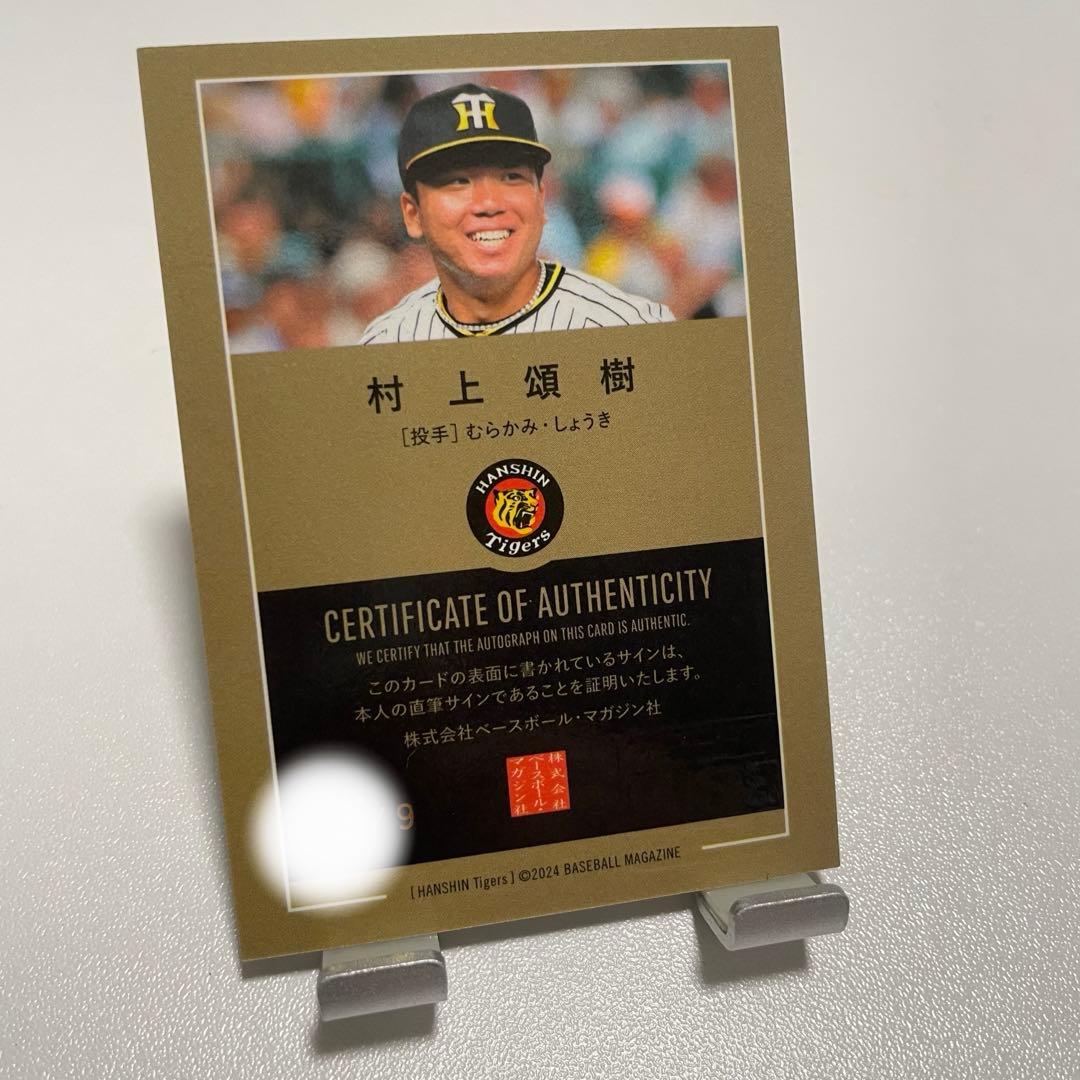 村上頌樹
[投手]むらかみ・しょうき
HANSHIN
Tigers
CERTIFICATE OF AUTHENTICITY
WE CERTIFY THAT THE AUTOGRAPH ON THIS CARD IS AUTHENTIC.
このカードの表面に書かれているサインは、
本人の直筆サインであることを証明いたします。
株式会社ベースボール・マガジン社
株式会社
ベースボール・
マガジン社
9
[HANSHIN Tigers] ©2024 BASEBALL MAGAZINE